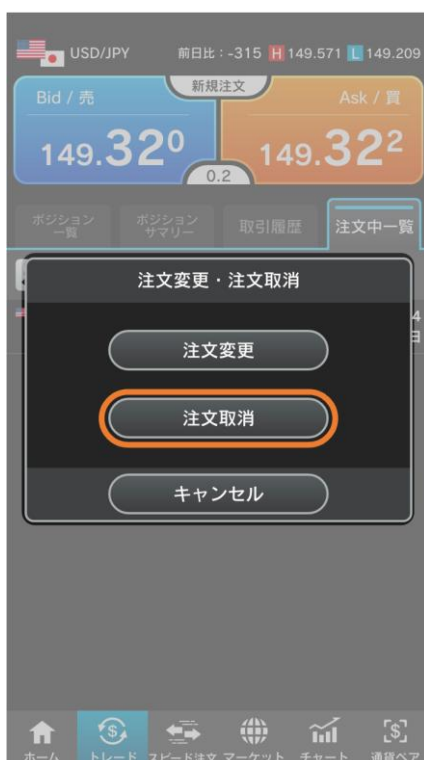 USD/JPY 前日比：-315 H 149.571 L 149.209
新規注文
Bid / 売 Ask / 買
149.320 149.322
0.2
ポジション一覧 ポジションサマリー 取引履歴 注文中一覧
注文変更・注文取消
4
日
注文変更
注文取消
キャンセル
ホーム トレード スピード注文 マーケット チャート 通貨ペア